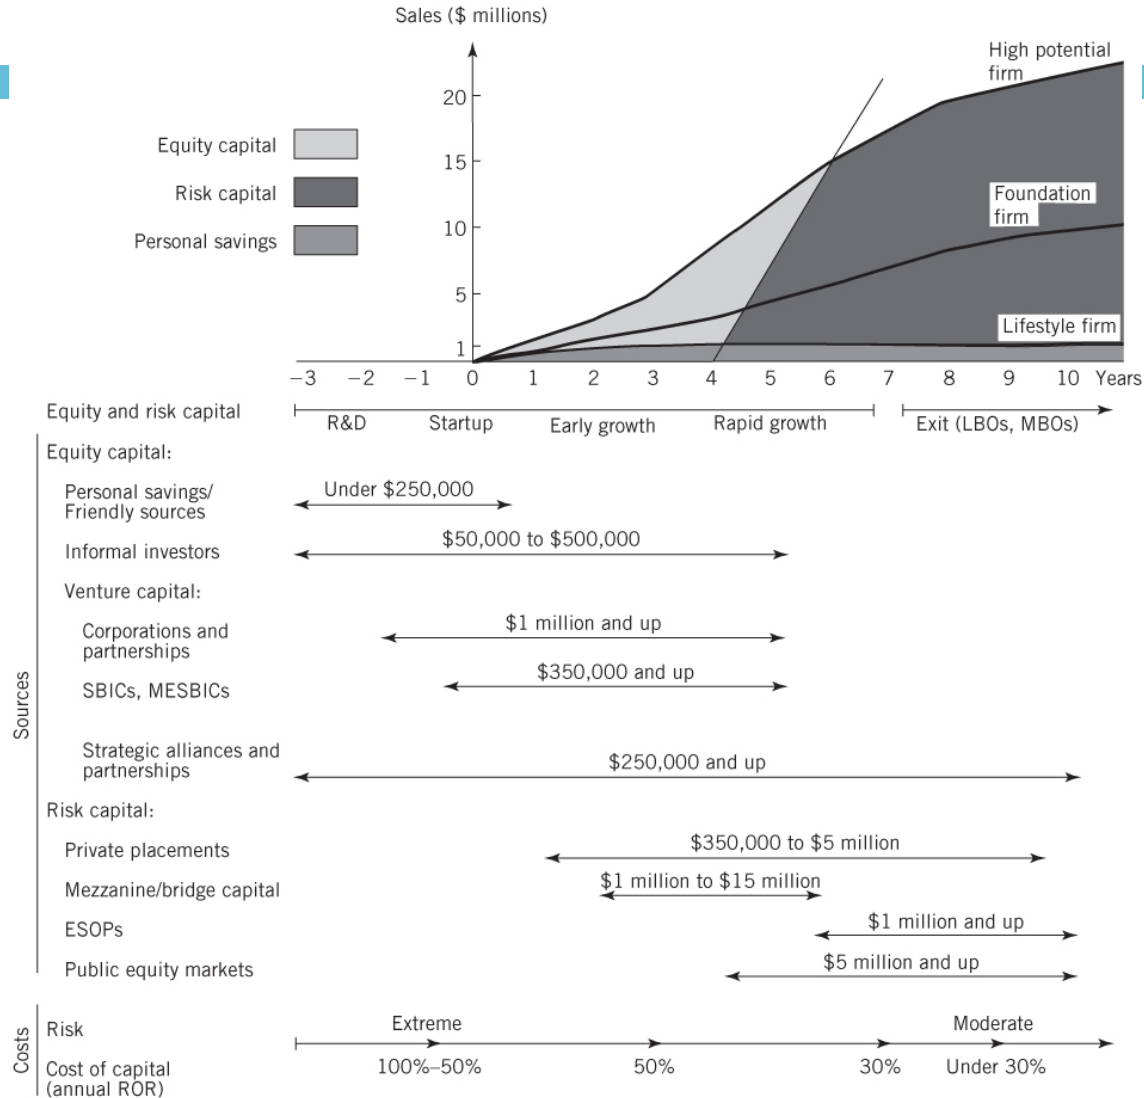 Sales ($ millions)
High potential
firm
20
Equity capital
15
Risk capital
Foundation
firm
10
Personal savings
5
Lifestyle firm
1
−3 −2 −1 0 1 2 3 4 5 6 7 8 9 10 Years
Equity and risk capital
R&D Startup Early growth Rapid growth Exit (LBOs, MBOs)
Equity capital:
Personal savings/
Friendly sources
Under $250,000
Informal investors
$50,000 to $500,000
Venture capital:
Corporations and
partnerships
$1 million and up
SBICs, MESBICs
$350,000 and up
Strategic alliances and
partnerships
$250,000 and up
Risk capital:
Private placements
$350,000 to $5 million
Mezzanine/bridge capital
$1 million to $15 million
ESOPs
$1 million and up
Public equity markets
$5 million and up
Sources
Risk
Extreme Moderate
Cost of capital
(annual ROR)
100%–50% 50% 30% Under 30%
Costs